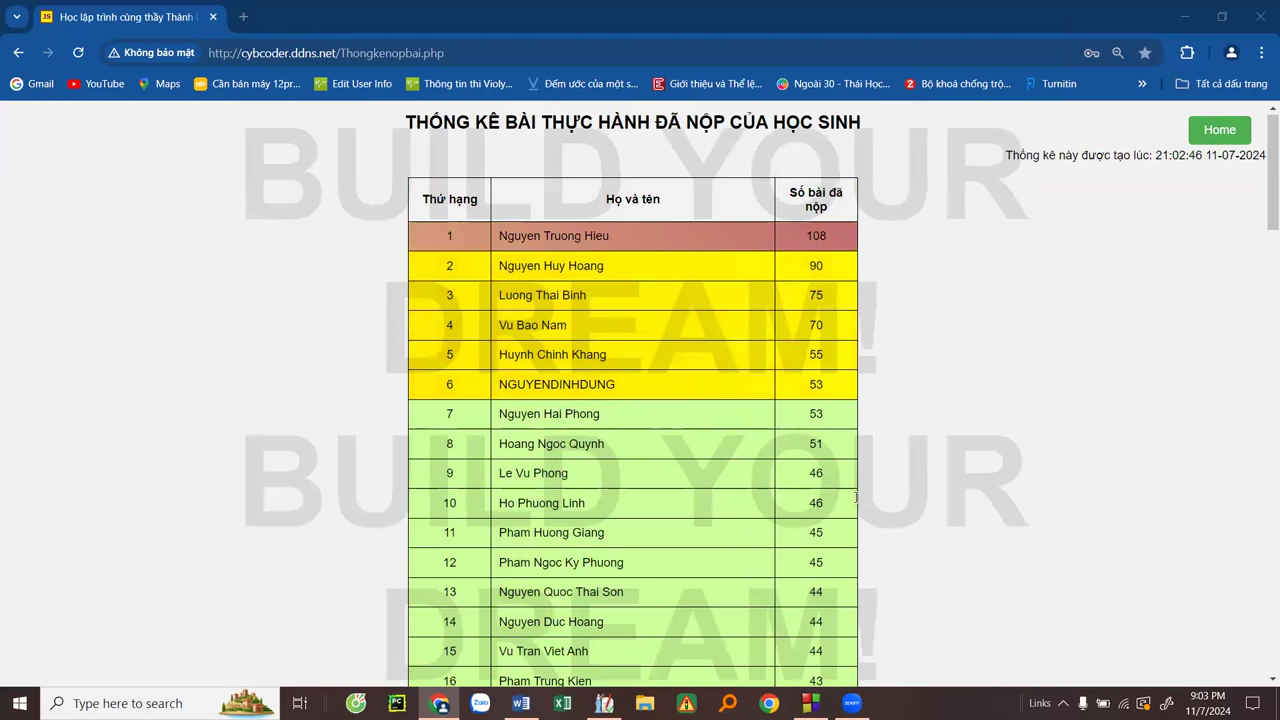 Học lập trình cùng thầy Thành
Không bảo mật
http://cybcoder.ddns.net/Thongkenopbai.php
Gmail
YouTube
Maps
Cần bán máy 12pr...
Edit User Info
Thông tin thi Violy...
Đếm ước của một s...
Giới thiệu và Thể lệ...
Ngoài 30 - Thái Học...
Bộ khoá chống trộ...
Turnitin
Tất cả dấu trang
THỐNG KÊ BÀI THỰC HÀNH ĐÃ NỘP CỦA HỌC SINH
Home
Thống kê này được tạo lúc: 21:02:46 11-07-2024
BUILD YOUR
DREAM!
BUILD YOUR
DREAM!
Thứ hạng Họ và tên Số bài đã
nộp
1 Nguyen Truong Hieu 108
2 Nguyen Huy Hoang 90
3 Luong Thai Binh 75
4 Vu Bao Nam 70
5 Huynh Chinh Khang 55
6 NGUYENDINHDUNG 53
7 Nguyen Hai Phong 53
8 Hoang Ngoc Quynh 51
9 Le Vu Phong 46
10 Ho Phuong Linh 46
11 Pham Huong Giang 45
12 Pham Ngoc Ky Phuong 45
13 Nguyen Quoc Thai Son 44
14 Nguyen Duc Hoang 44
15 Vu Tran Viet Anh 44
16 Pham Trung Kien 43
Type here to search
Links
9:03 PM
11/7/2024